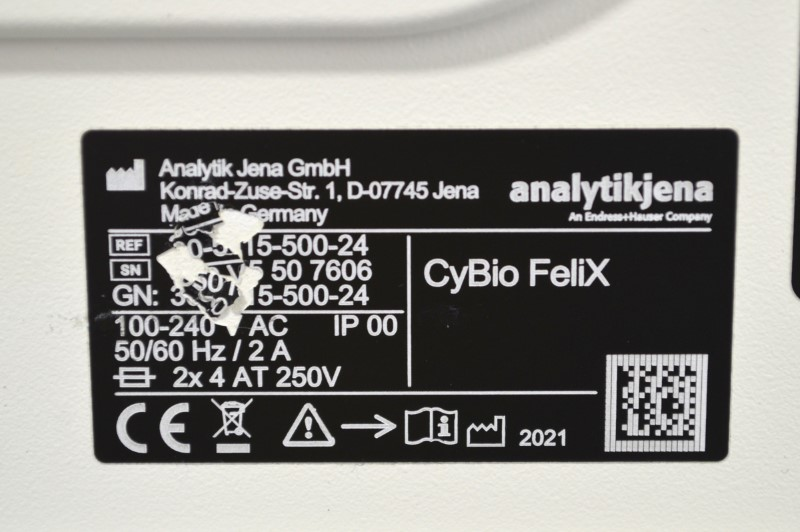 Analytik Jena GmbH
Konrad-Zuse-Str. 1, D-07745 Jena
Germany
analytikjena
An Endress+Hauser Company
REF 15-500-24
SN 50 7606
GN: 15-500-24
100-240 AC IP 00
50/60 Hz / 2 A
2x 4 AT 250V
CyBio FeliX
CE
2021